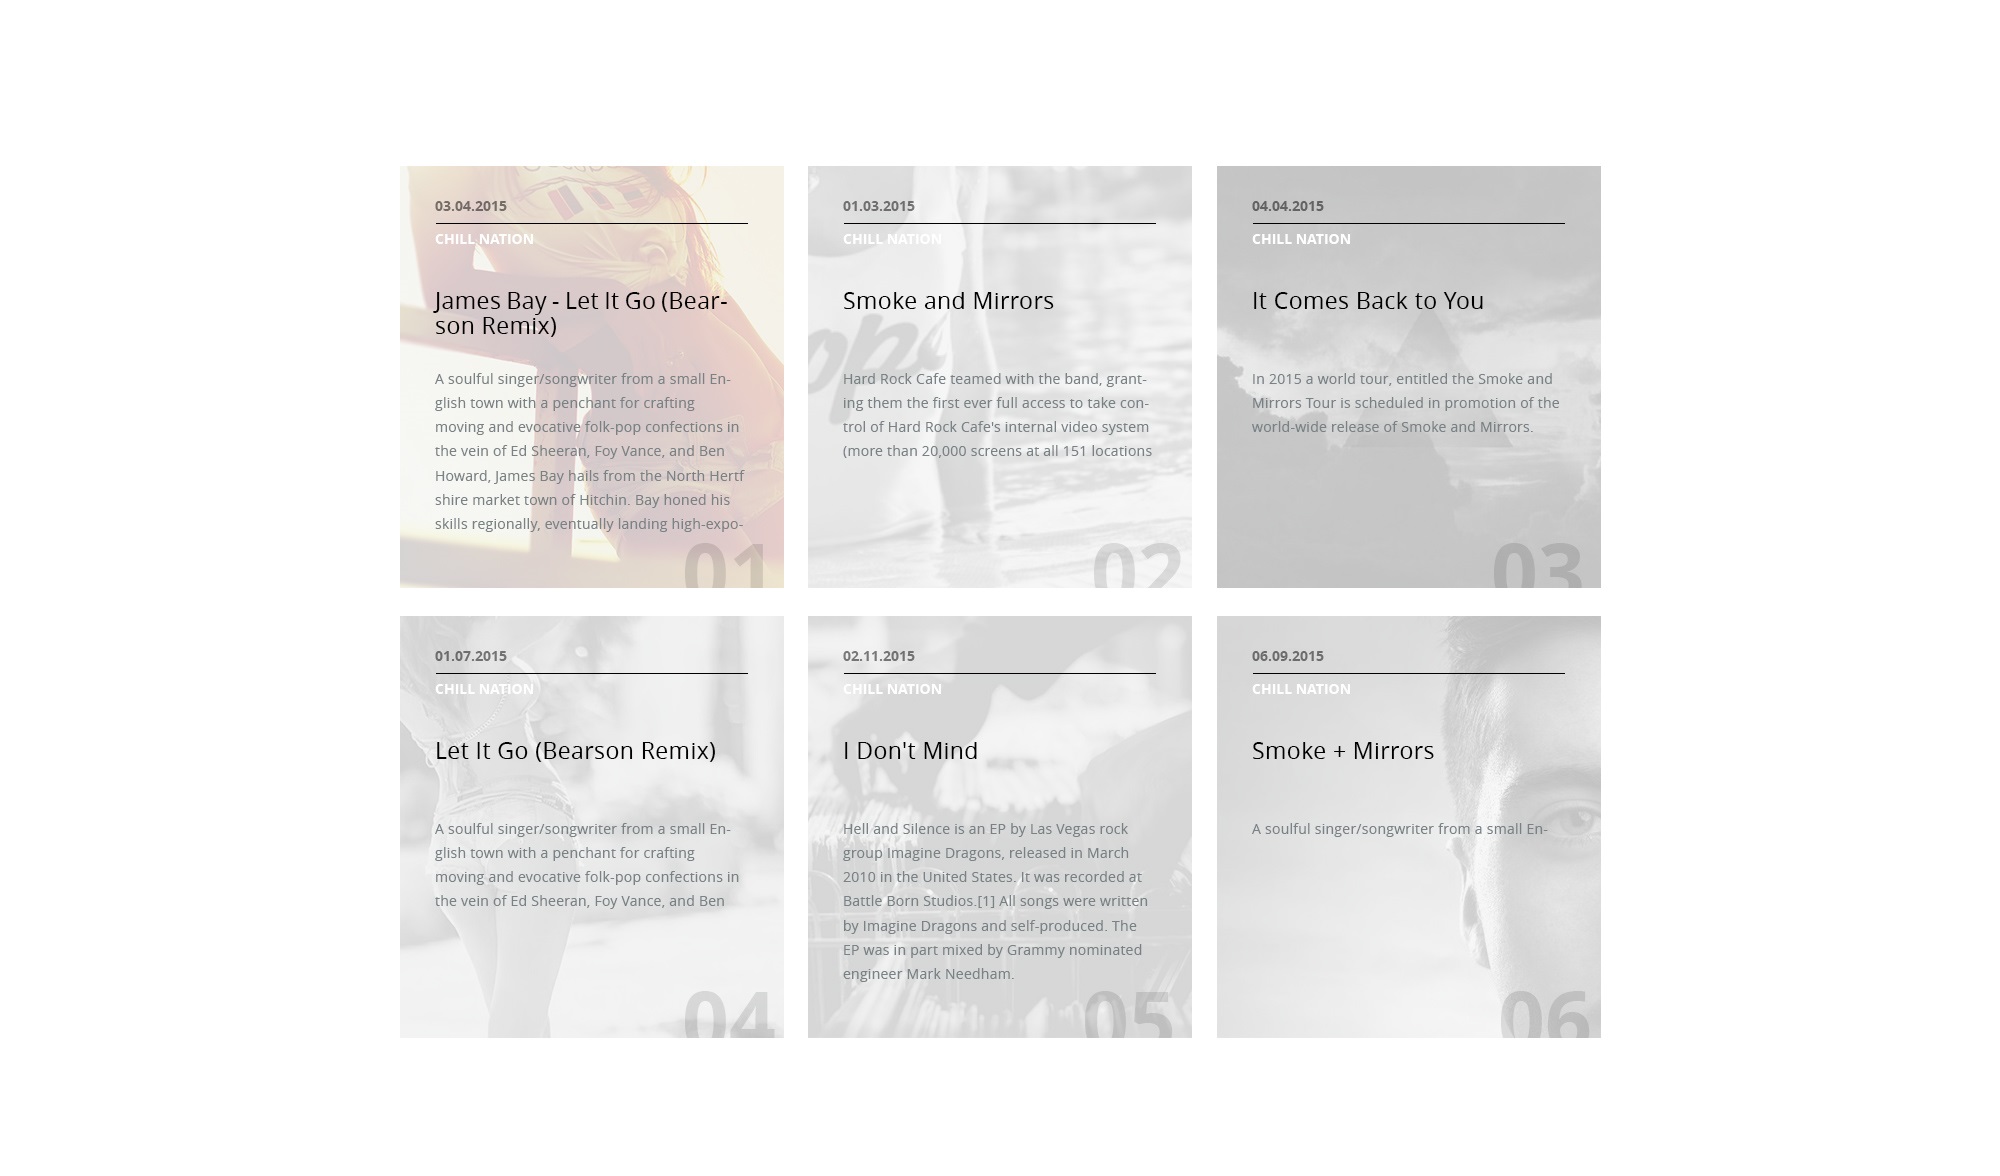 03.04.2015
CHILL NATION
James Bay - Let It Go (Bear-
son Remix)
A soulful singer/songwriter from a small En-
glish town with a penchant for crafting
moving and evocative folk-pop confections in
the vein of Ed Sheeran, Foy Vance, and Ben
Howard, James Bay hails from the North Hertf
shire market town of Hitchin. Bay honed his
skills regionally, eventually landing high-expo-
01
01.03.2015
CHILL NATION
Smoke and Mirrors
Hard Rock Cafe teamed with the band, grant-
ing them the first ever full access to take con-
trol of Hard Rock Cafe's internal video system
(more than 20,000 screens at all 151 locations
02
04.04.2015
CHILL NATION
It Comes Back to You
In 2015 a world tour, entitled the Smoke and
Mirrors Tour is scheduled in promotion of the
world-wide release of Smoke and Mirrors.
03
01.07.2015
CHILL NATION
Let It Go (Bearson Remix)
A soulful singer/songwriter from a small En-
glish town with a penchant for crafting
moving and evocative folk-pop confections in
the vein of Ed Sheeran, Foy Vance, and Ben
04
02.11.2015
CHILL NATION
I Don't Mind
Hell and Silence is an EP by Las Vegas rock
group Imagine Dragons, released in March
2010 in the United States. It was recorded at
Battle Born Studios.[1] All songs were written
by Imagine Dragons and self-produced. The
EP was in part mixed by Grammy nominated
engineer Mark Needham.
05
06.09.2015
CHILL NATION
Smoke + Mirrors
A soulful singer/songwriter from a small En-
06